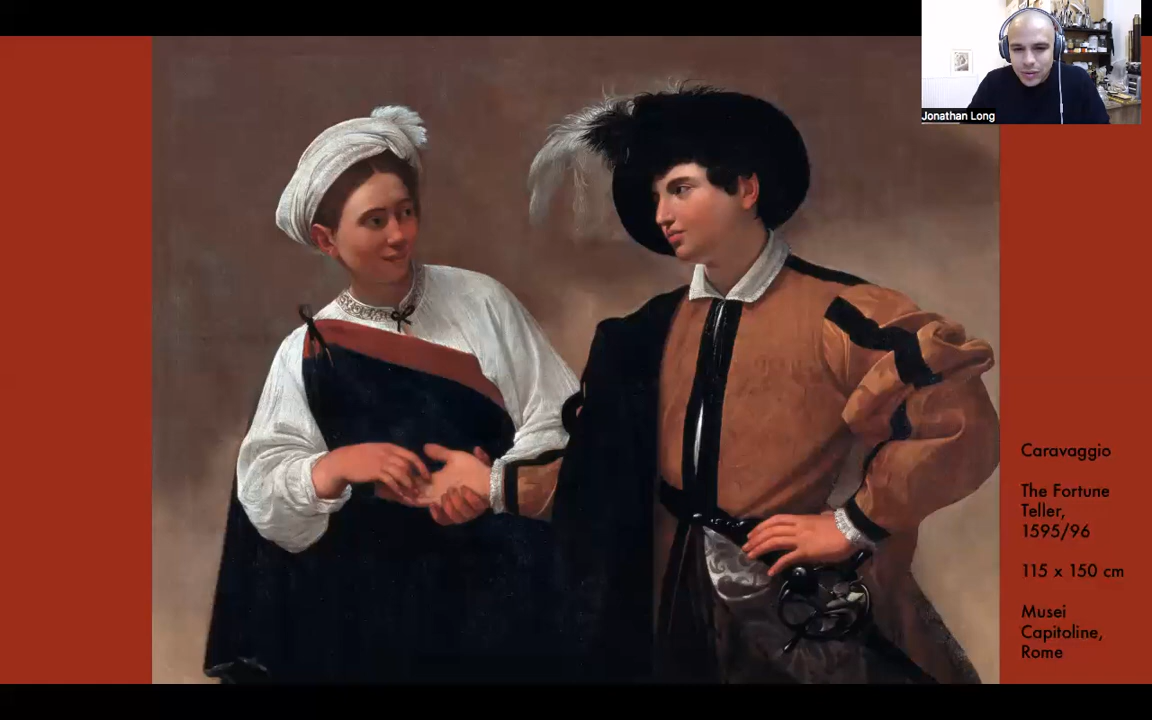 Jonathan Long
Caravaggio
The Fortune
Teller,
1595/96
115 x 150 cm
Musei
Capitoline,
Rome